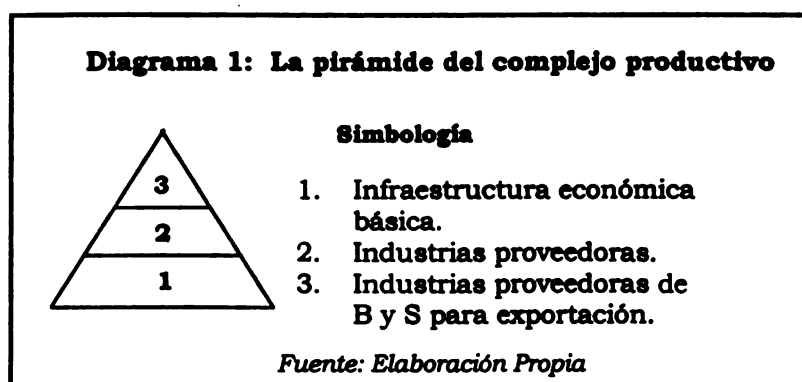 Diagrama 1: La pirámide del complejo productivo
Simbología
3
2
1
1. Infraestructura económica
básica.
2. Industrias proveedoras.
3. Industrias proveedoras de
B y S para exportación.
Fuente: Elaboración Propia